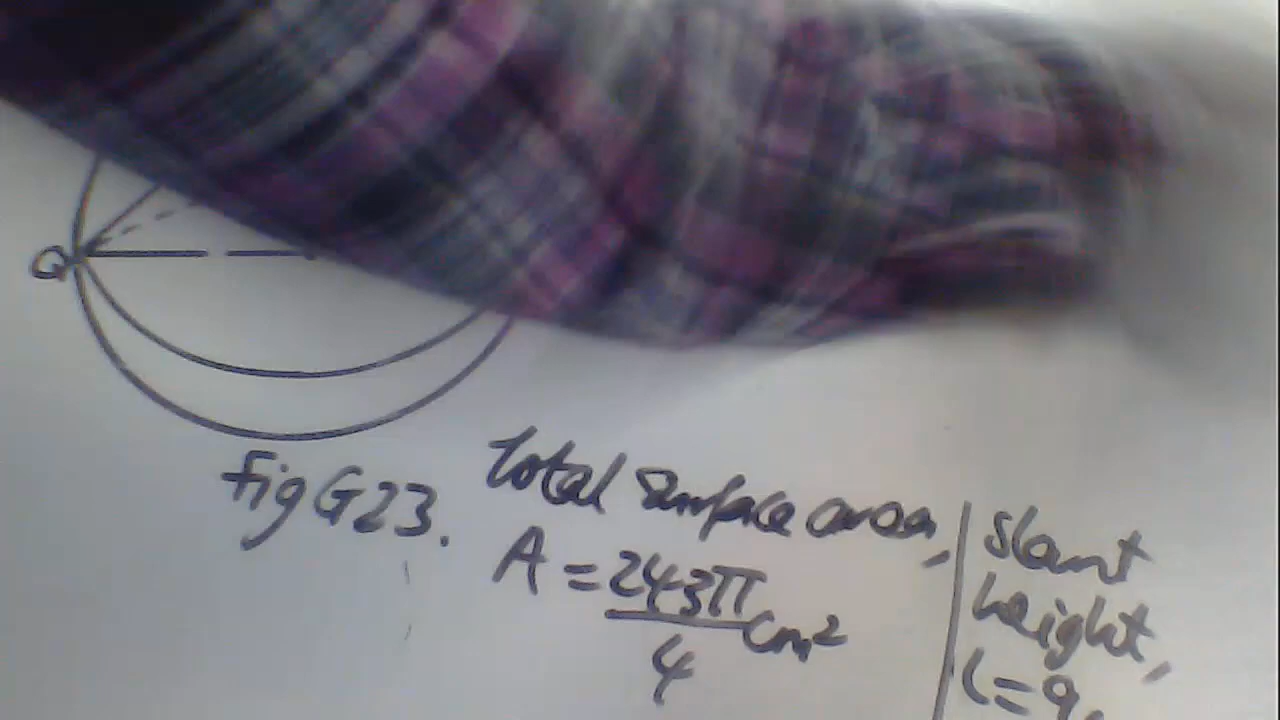 Q
fig G23.
total surface area,
A = 243π/4 cm²
slant
height,
l = 9